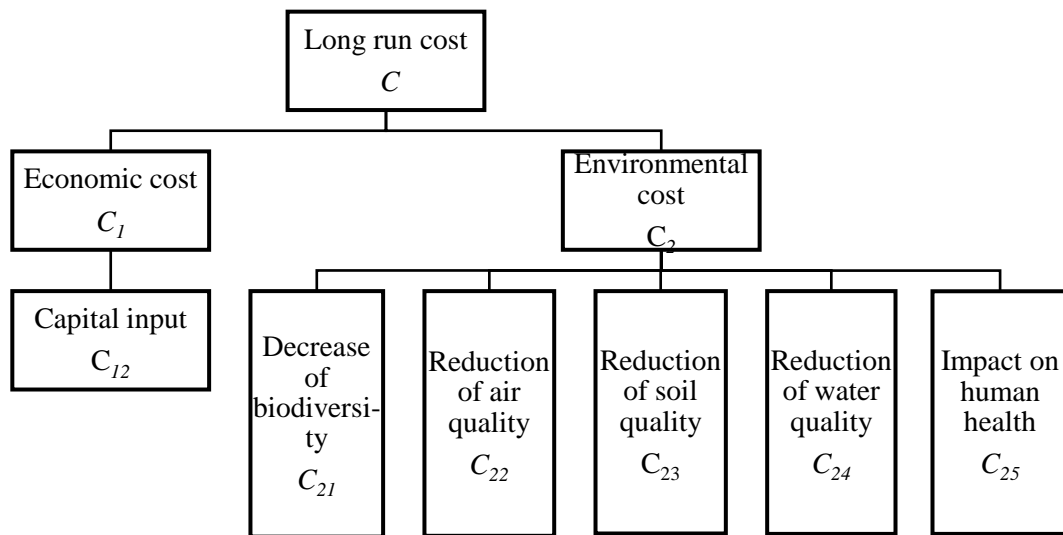 Long run cost
C
Economic cost
C1
Environmental
cost
C2
Capital input
C12
Decrease
of
biodiversi-
ty
C21
Reduction
of air
quality
C22
Reduction
of soil
quality
C23
Reduction
of water
quality
C24
Impact on
human
health
C25